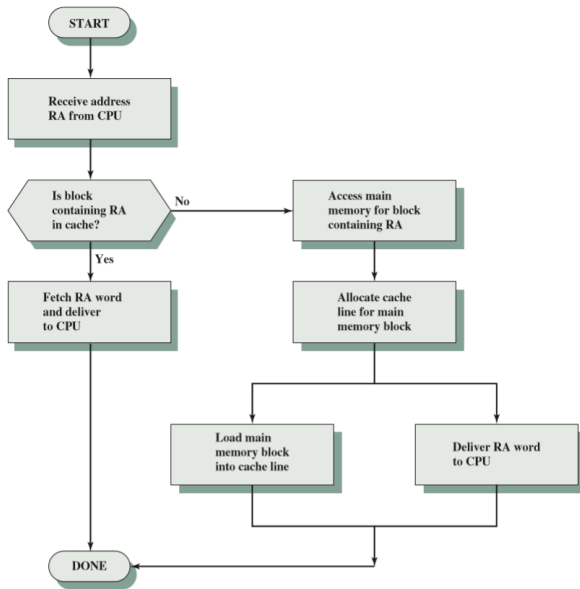 START
Receive address
RA from CPU
Is block
containing RA
in cache?
No
Access main
memory for block
containing RA
Yes
Fetch RA word
and deliver
to CPU
Allocate cache
line for main
memory block
Load main
memory block
into cache line
Deliver RA word
to CPU
DONE